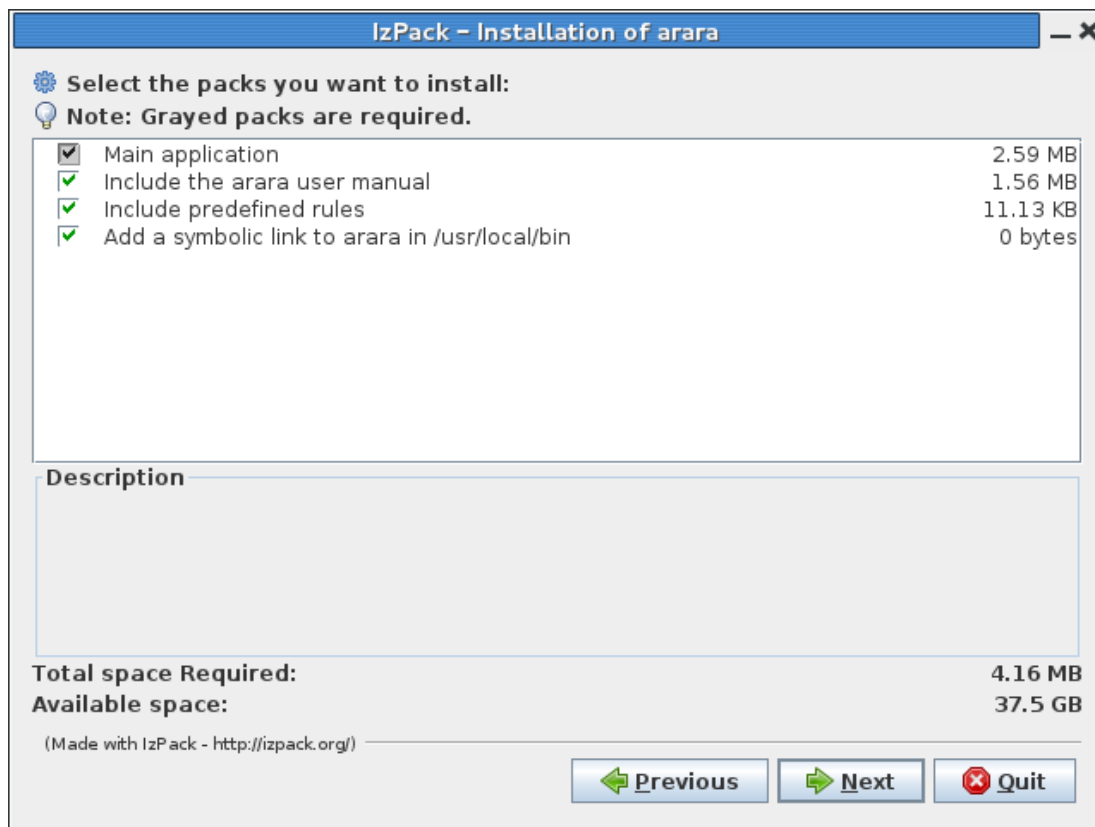 IzPack – Installation of arara
Select the packs you want to install:
Note: Grayed packs are required.
Main application 2.59 MB
Include the arara user manual 1.56 MB
Include predefined rules 11.13 KB
Add a symbolic link to arara in /usr/local/bin 0 bytes
Description
Total space Required: 4.16 MB
Available space: 37.5 GB
(Made with IzPack - http://izpack.org/)
Previous Next Quit